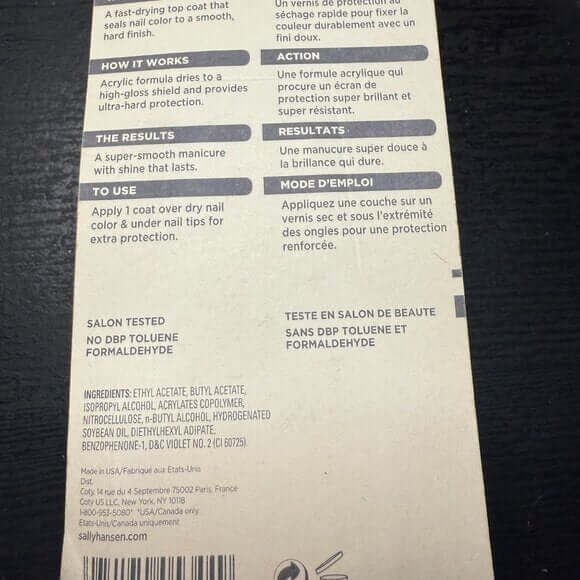 A fast-drying top coat that
seals nail color to a smooth,
hard finish.
HOW IT WORKS
Acrylic formula dries to a
high-gloss shield and provides
ultra-hard protection.
THE RESULTS
A super-smooth manicure
with shine that lasts.
TO USE
Apply 1 coat over dry nail
color & under nail tips for
extra protection.
SALON TESTED
NO DBP TOLUENE
FORMALDEHYDE
Un vernis de protection au
séchage rapide pour fixer la
couleur durablement avec un
fini doux.
ACTION
Une formule acrylique qui
procure un écran de
protection super brillant et
super résistant.
RESULTATS
Une manucure super douce à
la brillance qui dure.
MODE D'EMPLOI
Appliquez une couche sur un
vernis sec et sous l'extrémité
des ongles pour une protection
renforcée.
TESTE EN SALON DE BEAUTE
SANS DBP TOLUENE ET
FORMALDEHYDE
INGREDIENTS: ETHYL ACETATE, BUTYL ACETATE,
ISOPROPYL ALCOHOL, ACRYLATES COPOLYMER,
NITROCELLULOSE, n-BUTYL ALCOHOL, HYDROGENATED
SOYBEAN OIL, DIETHYLHEXYL ADIPATE,
BENZOPHENONE-1, D&C VIOLET NO. 2 (CI 60725).
Made in USA/Fabriqué aux Etats-Unis
Dist.
Coty, 14 rue du 4 Septembre 75002 Paris, France
Coty US LLC, New York, NY 10118
1-800-953-5080* *USA/Canada only
Etats-Unis/Canada uniquement
sallyhansen.com